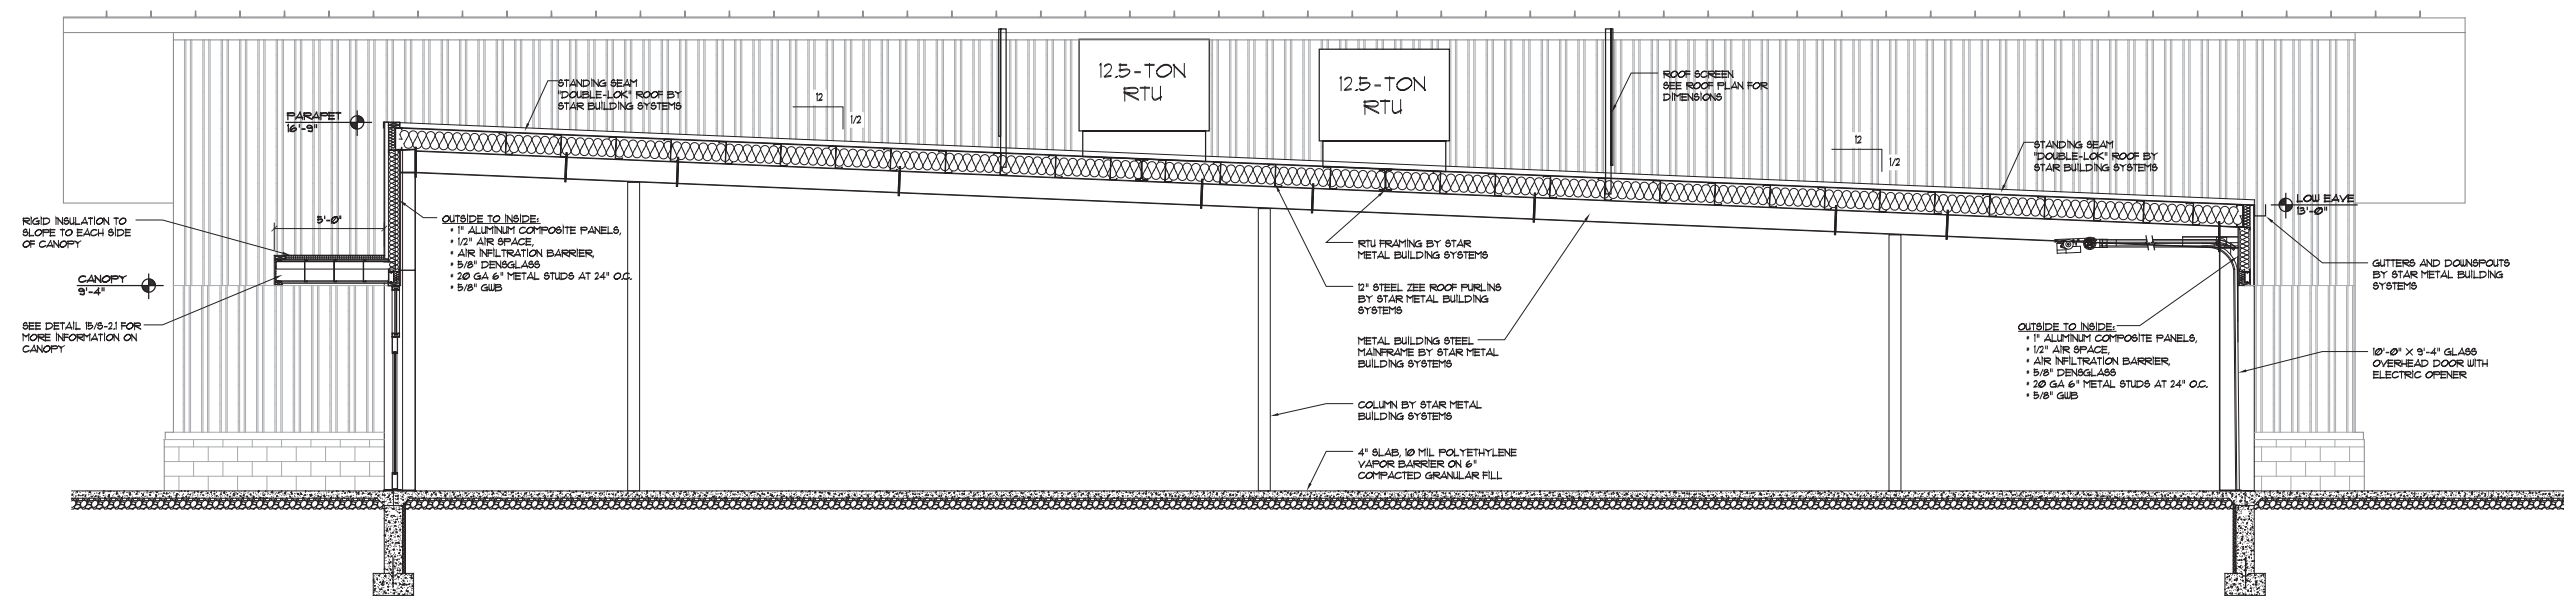 12.5-TON
RTU
12.5-TON
RTU
STANDING SEAM
"DOUBLE-LOK" ROOF BY
STAR BUILDING SYSTEMS
12
1/2
ROOF SCREEN
SEE ROOF PLAN FOR
DIMENSIONS
PARAPET
16'-9"
12
1/2
STANDING SEAM
"DOUBLE-LOK" ROOF BY
STAR BUILDING SYSTEMS
LOW EAVE
13'-0"
RIGID INSULATION TO
SLOPE TO EACH SIDE
OF CANOPY
5'-0"
OUTSIDE TO INSIDE:
• 1" ALUMINUM COMPOSITE PANELS,
• 1/2" AIR SPACE,
• AIR INFILTRATION BARRIER,
• 5/8" DENSGLASS
• 20 GA 6" METAL STUDS AT 24" O.C.
• 5/8" GWB
CANOPY
9'-4"
SEE DETAIL 15/S-2.1 FOR
MORE INFORMATION ON
CANOPY
RTU FRAMING BY STAR
METAL BUILDING SYSTEMS
12" STEEL ZEE ROOF PURLINS
BY STAR METAL BUILDING
SYSTEMS
METAL BUILDING STEEL
MAINFRAME BY STAR METAL
BUILDING SYSTEMS
COLUMN BY STAR METAL
BUILDING SYSTEMS
4" SLAB, 10 MIL POLYETHYLENE
VAPOR BARRIER ON 6"
COMPACTED GRANULAR FILL
GUTTERS AND DOWNSPOUTS
BY STAR METAL BUILDING
SYSTEMS
OUTSIDE TO INSIDE:
• 1" ALUMINUM COMPOSITE PANELS,
• 1/2" AIR SPACE,
• AIR INFILTRATION BARRIER,
• 5/8" DENSGLASS
• 20 GA 6" METAL STUDS AT 24" O.C.
• 5/8" GWB
10'-0" X 9'-4" GLASS
OVERHEAD DOOR WITH
ELECTRIC OPENER